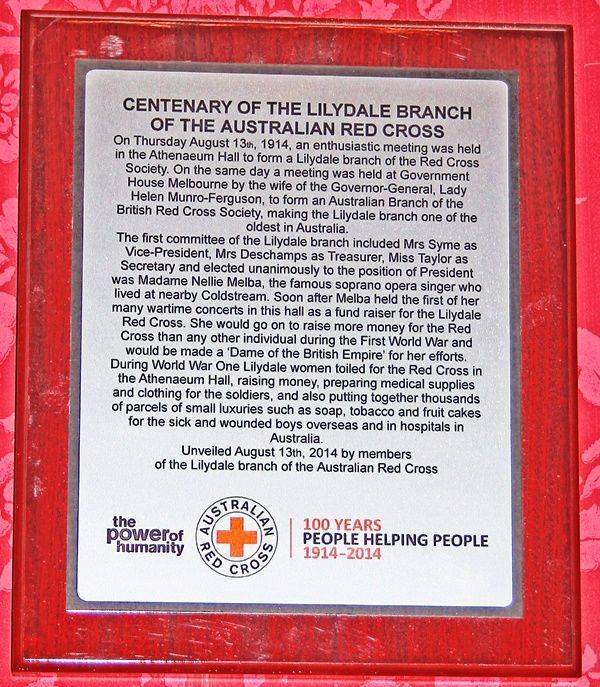 CENTENARY OF THE LILYDALE BRANCH
OF THE AUSTRALIAN RED CROSS
On Thursday August 13th, 1914, an enthusiastic meeting was held
in the Athenaeum Hall to form a Lilydale branch of the Red Cross
Society. On the same day a meeting was held at Government
House Melbourne by the wife of the Governor-General, Lady
Helen Munro-Ferguson, to form an Australian Branch of the
British Red Cross Society, making the Lilydale branch one of the
oldest in Australia.
The first committee of the Lilydale branch included Mrs Syme as
Vice-President, Mrs Deschamps as Treasurer, Miss Taylor as
Secretary and elected unanimously to the position of President
was Madame Nellie Melba, the famous soprano opera singer who
lived at nearby Coldstream. Soon after Melba held the first of her
many wartime concerts in this hall as a fund raiser for the Lilydale
Red Cross. She would go on to raise more money for the Red
Cross than any other individual during the First World War and
would be made a ‘Dame of the British Empire’ for her efforts.
During World War One Lilydale women toiled for the Red Cross in
the Athenaeum Hall, raising money, preparing medical supplies
and clothing for the soldiers, and also putting together thousands
of parcels of small luxuries such as soap, tobacco and fruit cakes
for the sick and wounded boys overseas and in hospitals in
Australia.
Unveiled August 13th, 2014 by members
of the Lilydale branch of the Australian Red Cross
the
power of
humanity
AUSTRALIAN
RED CROSS
100 YEARS
PEOPLE HELPING PEOPLE
1914-2014